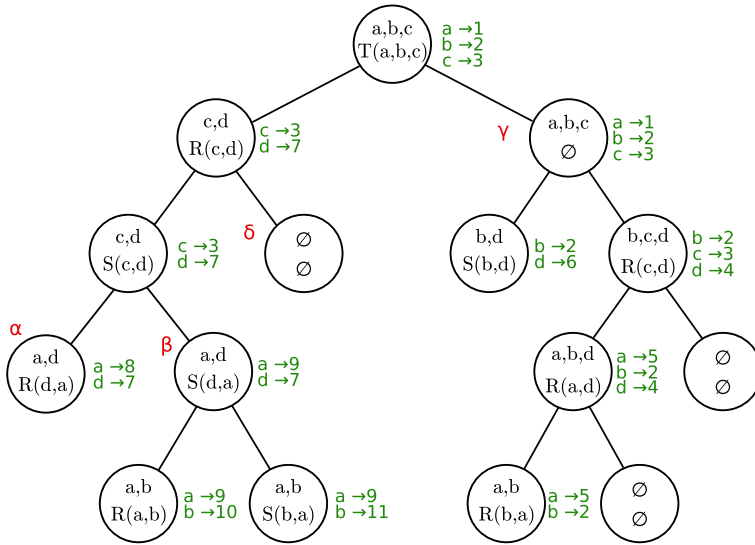 a,b,c
T(a,b,c)
a →1
b →2
c →3
c,d
R(c,d)
c →3
d →7
γ
a,b,c
∅
a →1
b →2
c →3
c,d
S(c,d)
c →3
d →7
δ
∅
∅
b,d
S(b,d)
b →2
d →6
b,c,d
R(c,d)
b →2
c →3
d →4
α
a,d
R(d,a)
a →8
d →7
β
a,d
S(d,a)
a →9
d →7
a,b,d
R(a,d)
a →5
b →2
d →4
∅
∅
a,b
R(a,b)
a →9
b →10
a,b
S(b,a)
a →9
b →11
a,b
R(b,a)
a →5
b →2
∅
∅